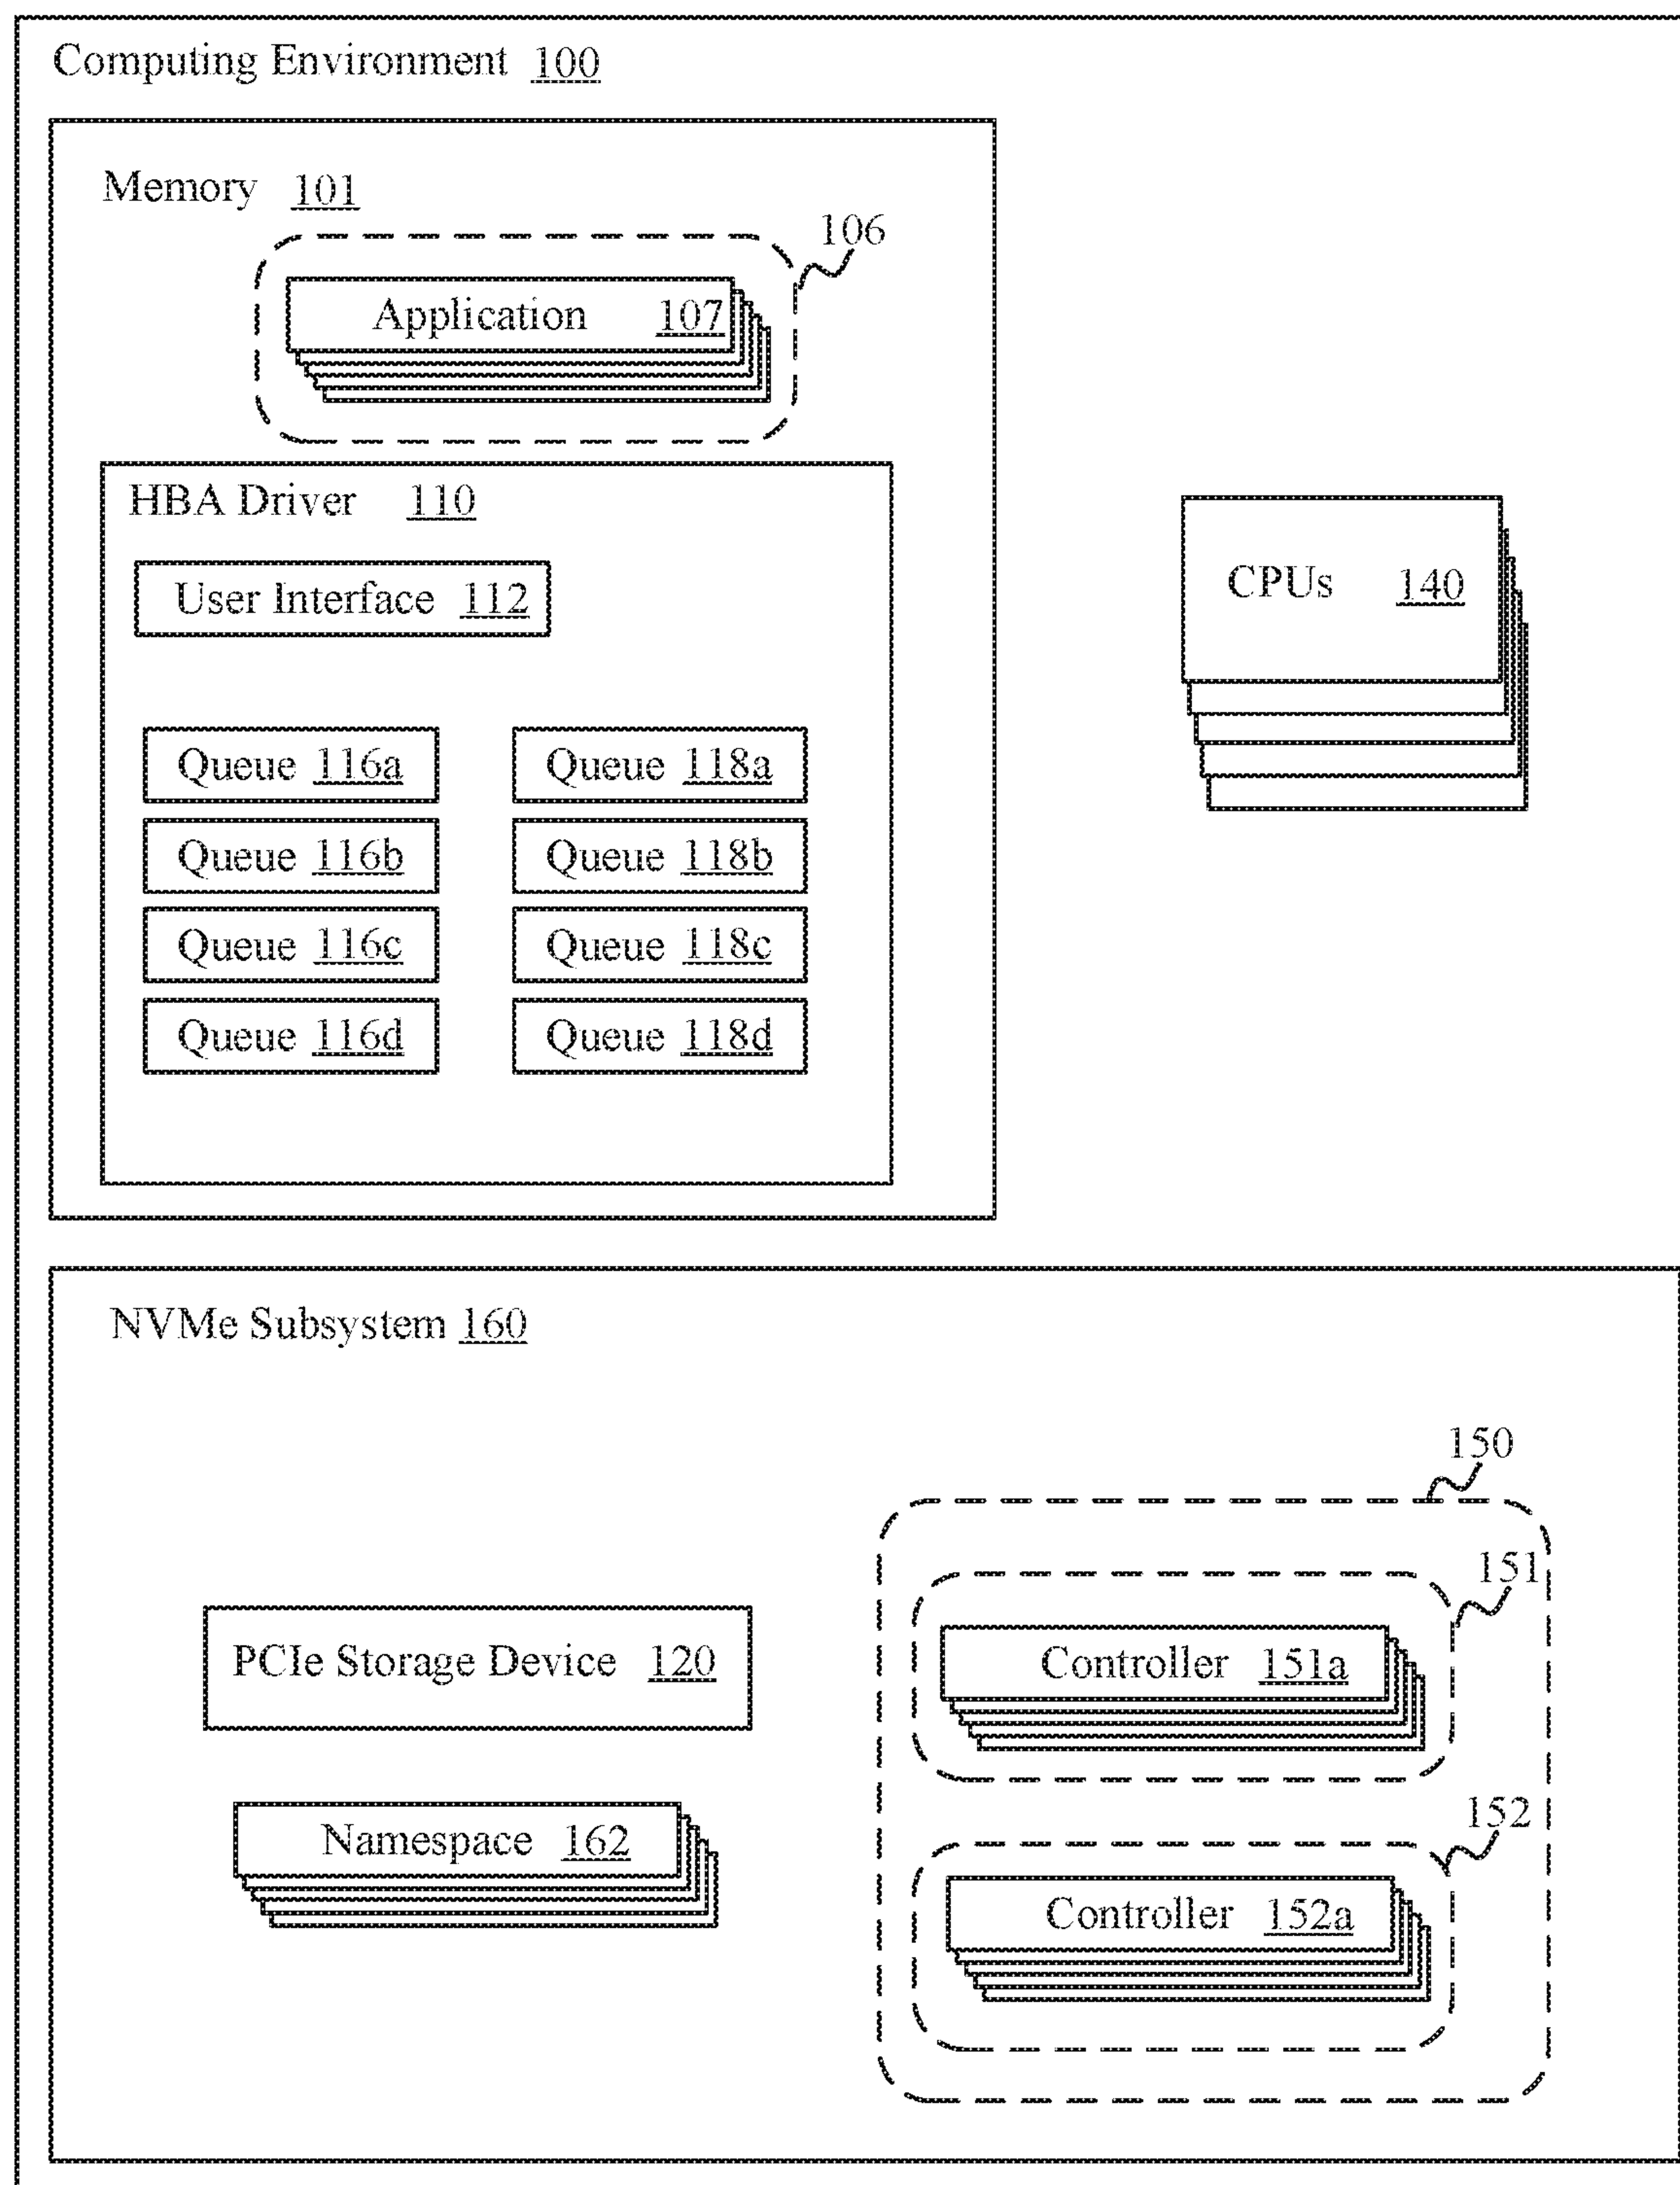 Computing Environment 100
Memory 101
106
Application 107
HBA Driver 110
User Interface 112
CPUs 140
Queue 116a
Queue 118a
Queue 116b
Queue 118b
Queue 116c
Queue 118c
Queue 116d
Queue 118d
NVMe Subsystem 160
150
151
PCIe Storage Device 120
Controller 151a
152
Namespace 162
Controller 152a